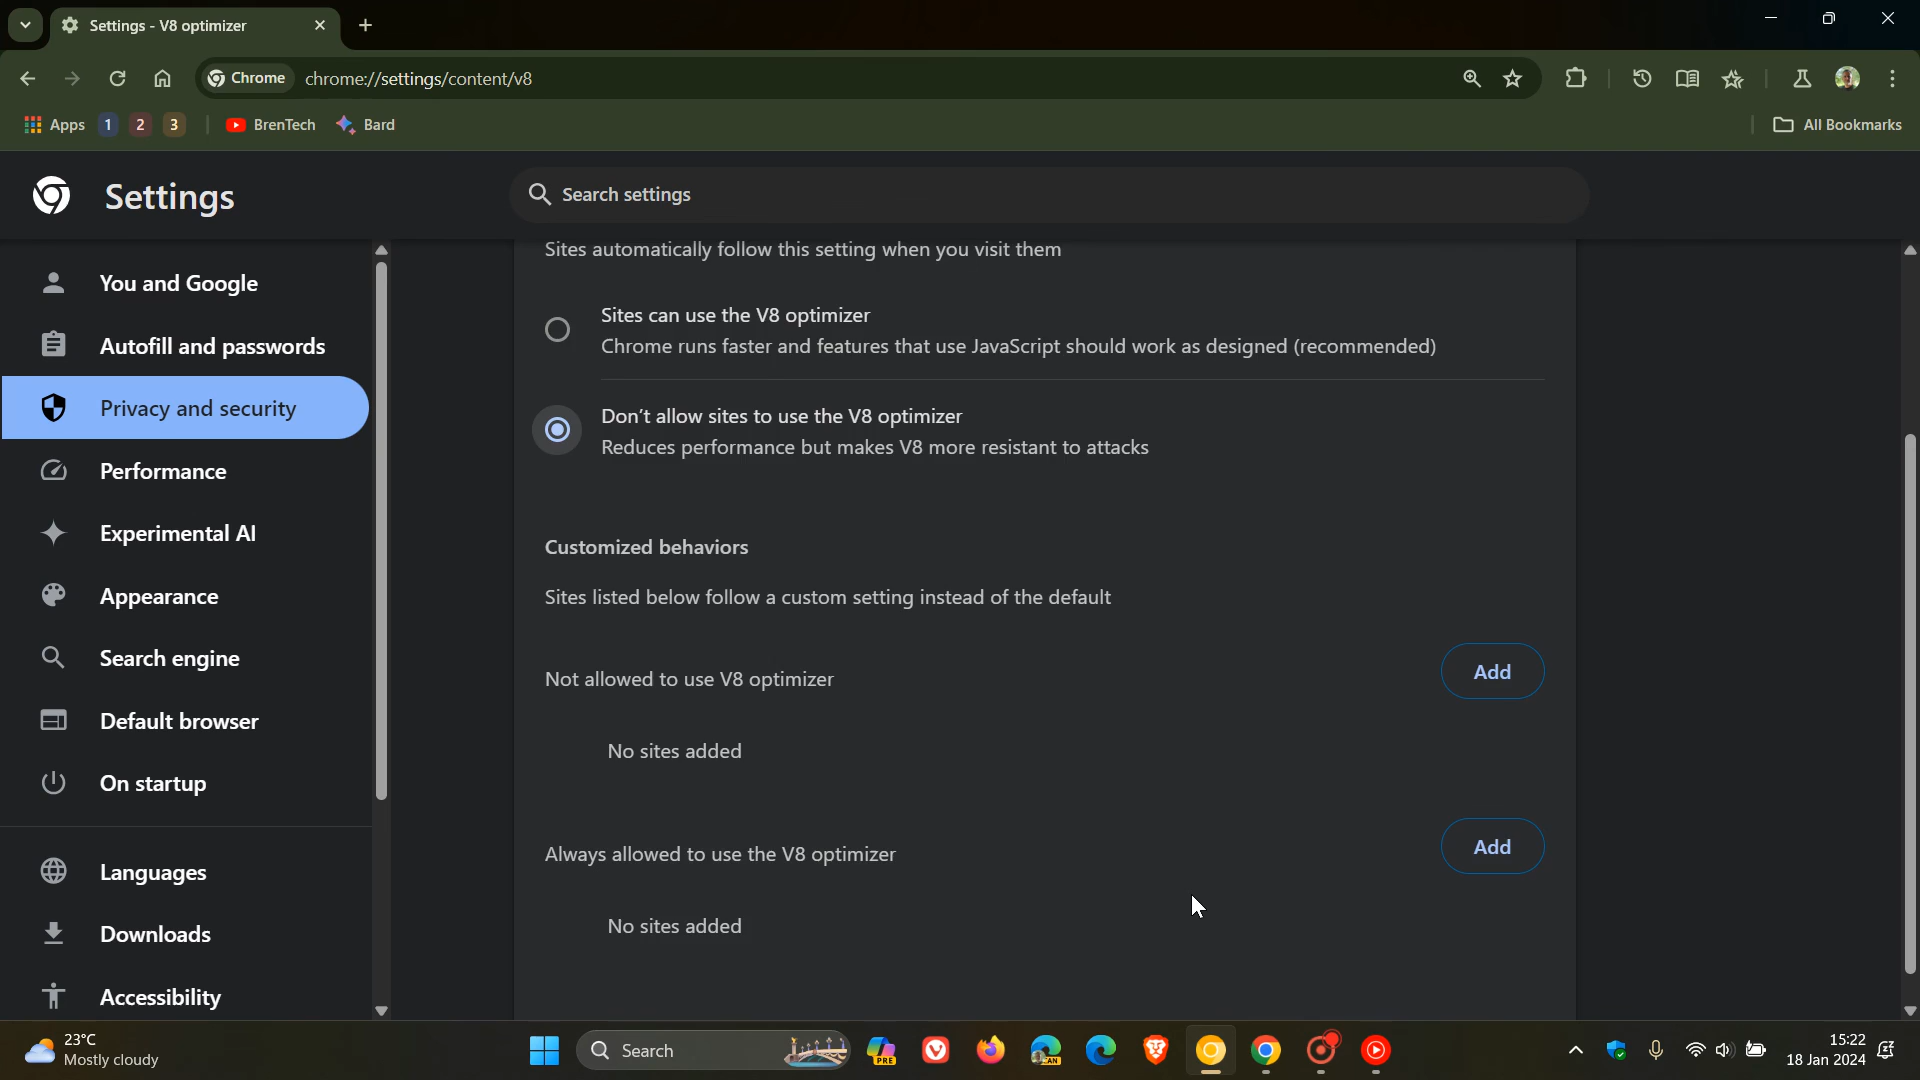 Settings - V8 optimizer
Chrome
chrome://settings/content/v8
Apps
1
2
3
BrenTech
Bard
All Bookmarks
Settings
Search settings
You and Google
Autofill and passwords
Privacy and security
Performance
Experimental AI
Appearance
Search engine
Default browser
On startup
Languages
Downloads
Accessibility
Sites automatically follow this setting when you visit them
Sites can use the V8 optimizer
Chrome runs faster and features that use JavaScript should work as designed (recommended)
Don't allow sites to use the V8 optimizer
Reduces performance but makes V8 more resistant to attacks
Customized behaviors
Sites listed below follow a custom setting instead of the default
Not allowed to use V8 optimizer
Add
No sites added
Always allowed to use the V8 optimizer
Add
No sites added
23°C
Mostly cloudy
Search
PRE
CAN
15:22
18 Jan 2024